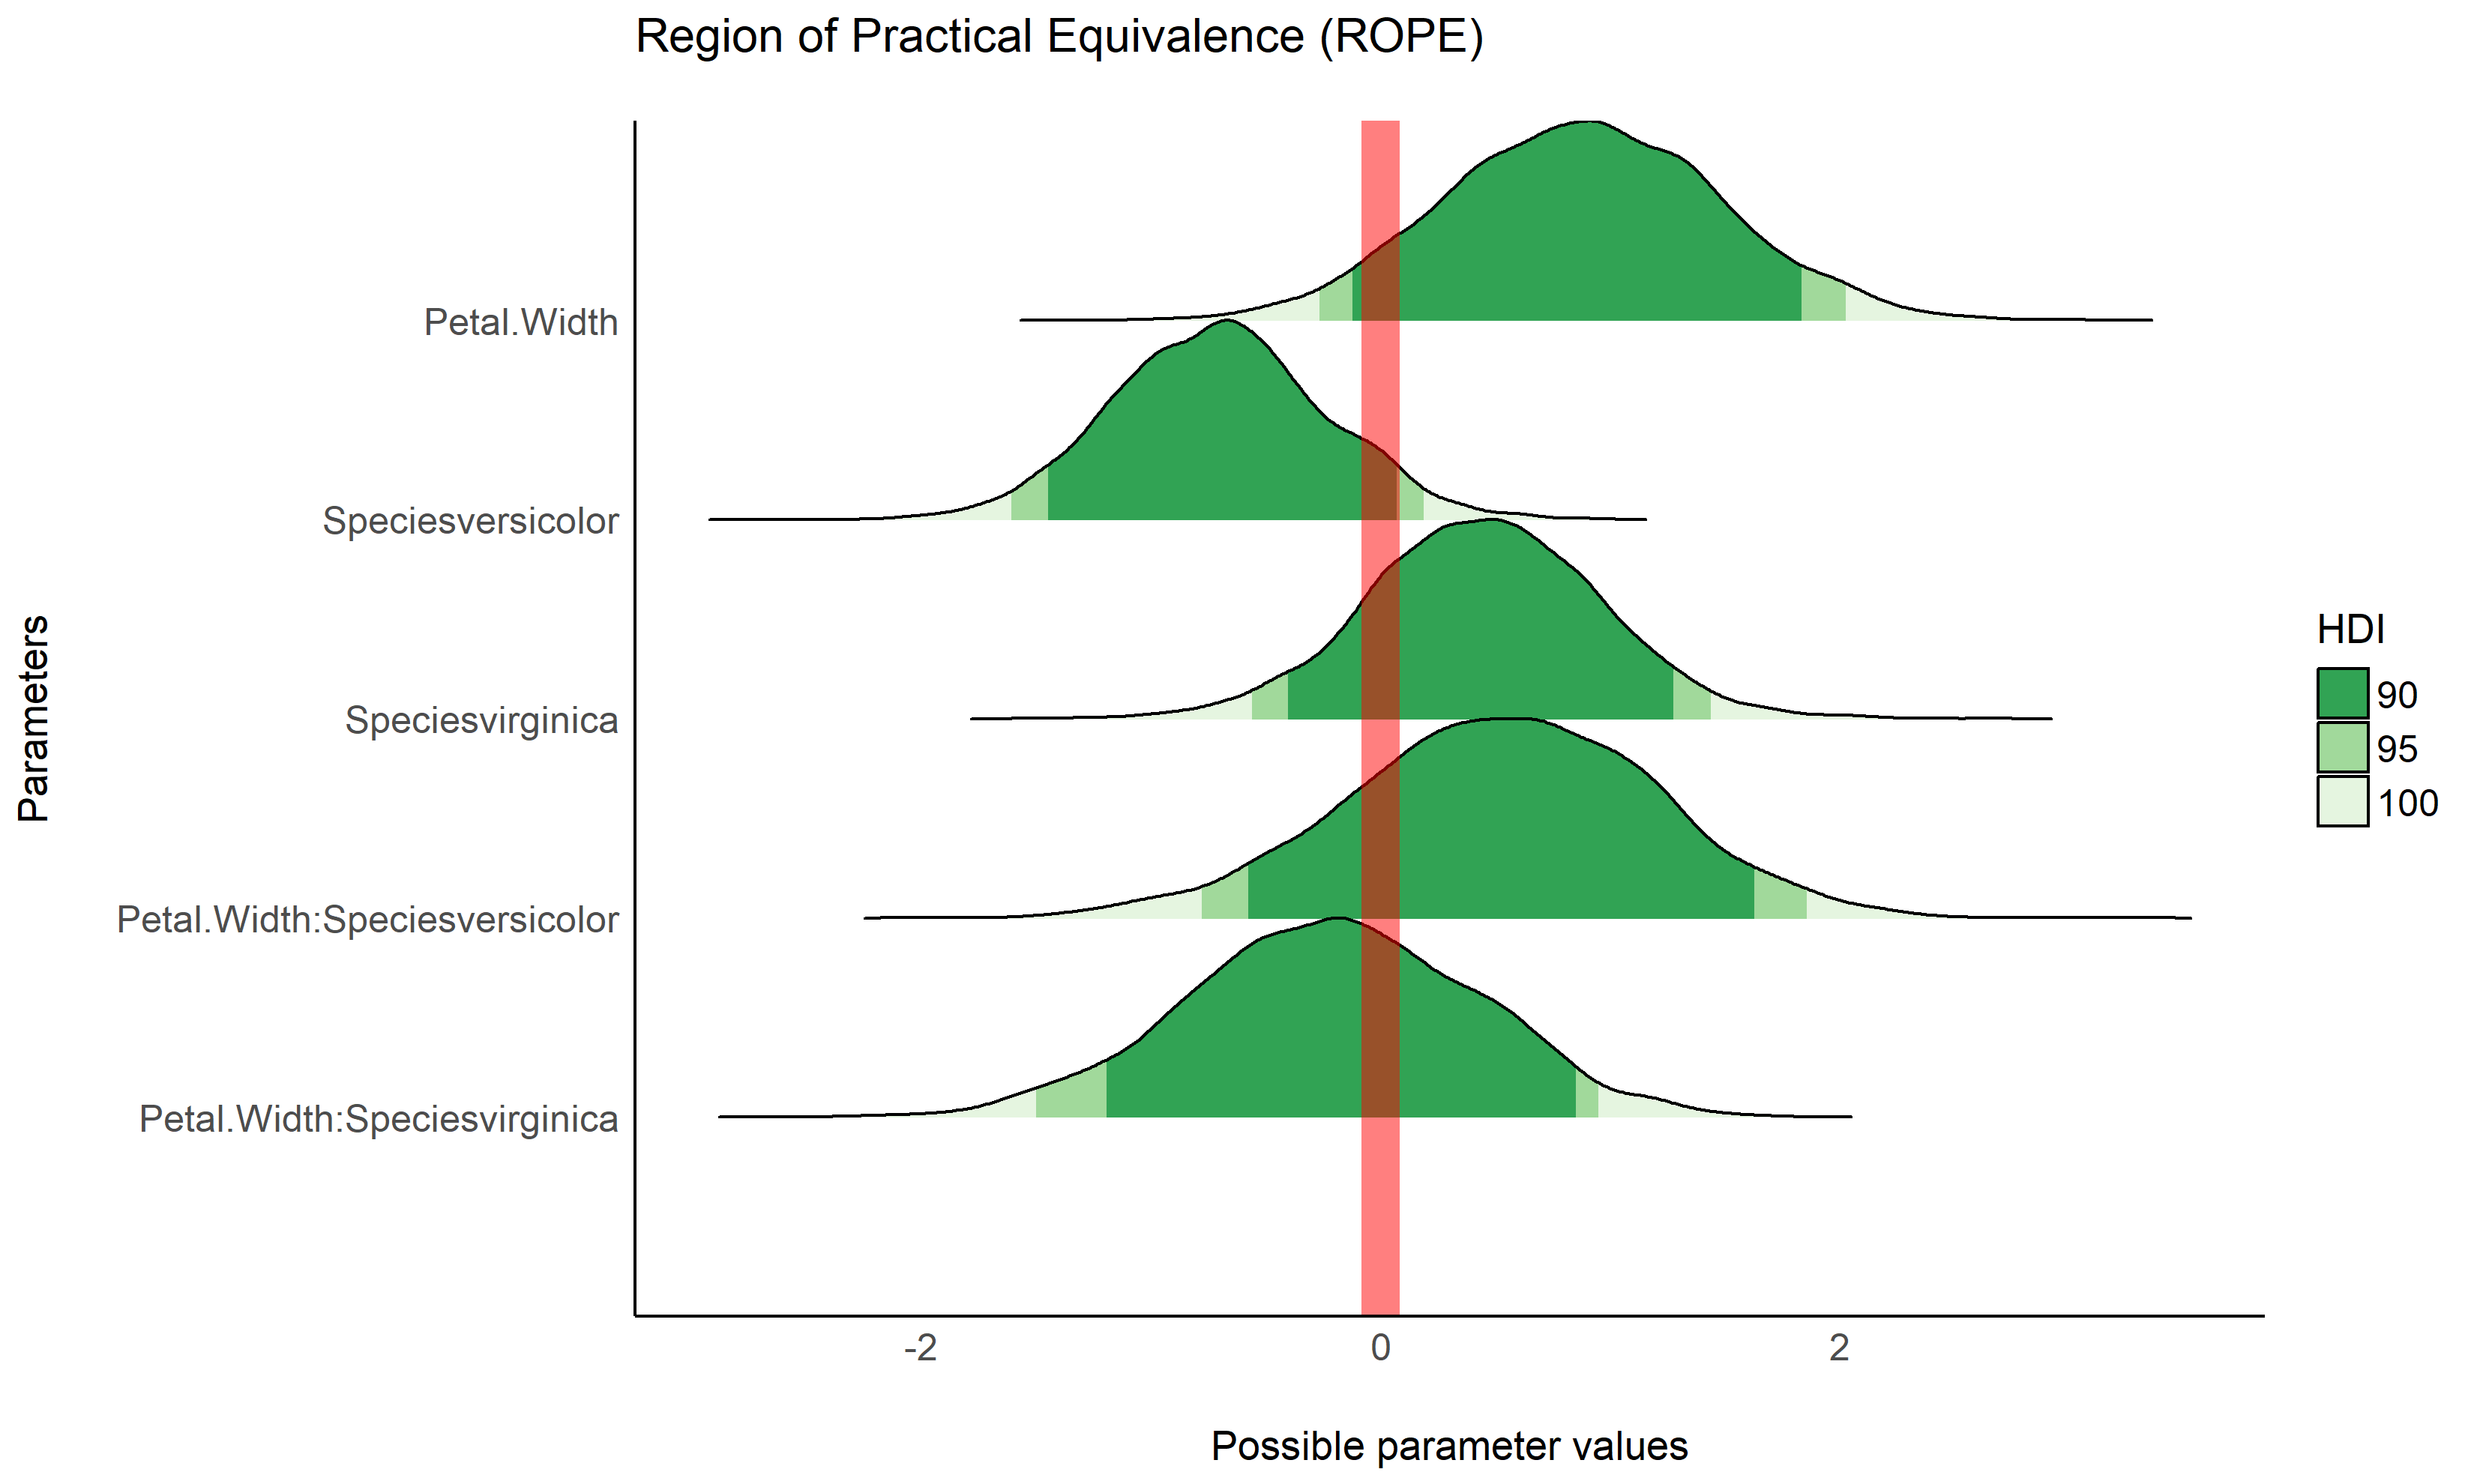 Region of Practical Equivalence (ROPE)
Petal.Width
Speciesversicolor
Speciesvirginica
Petal.Width:Speciesversicolor
Petal.Width:Speciesvirginica
Parameters
-2
0
2
Possible parameter values
HDI
90
95
100